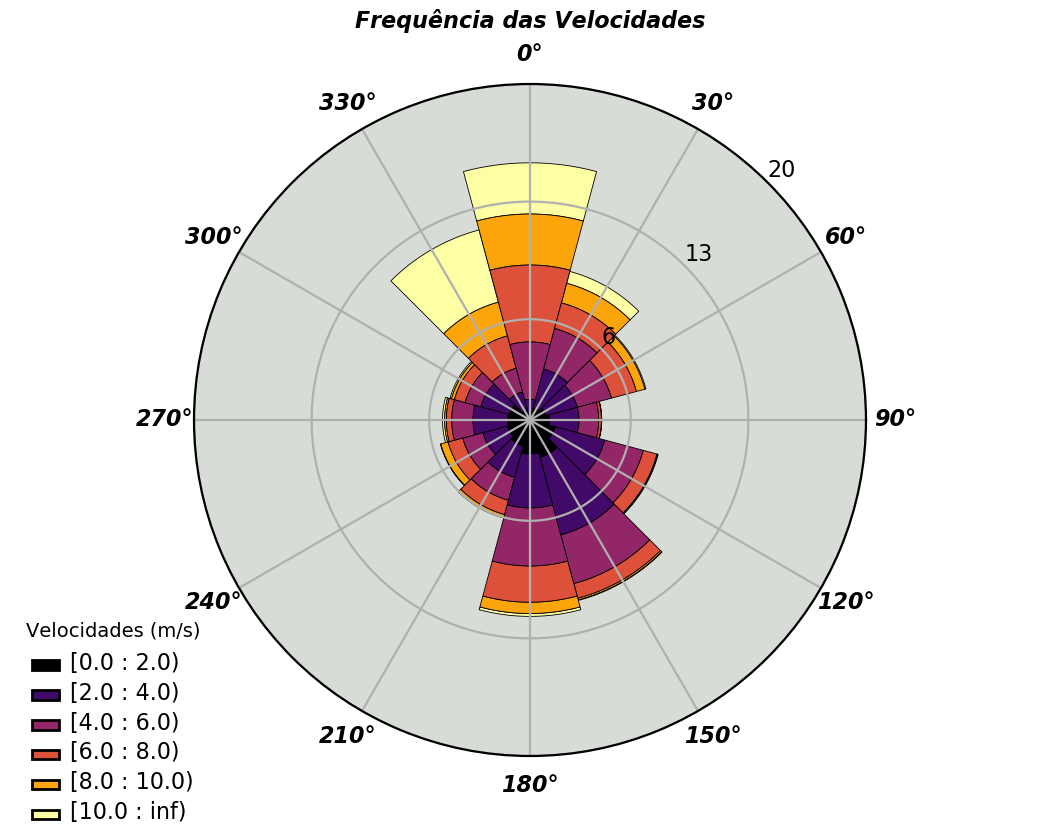 Frequência das Velocidades
0°
330°
30°
20
300°
60°
13
6
270°
90°
240°
120°
210°
150°
180°
Velocidades (m/s)
[0.0 : 2.0)
[2.0 : 4.0)
[4.0 : 6.0)
[6.0 : 8.0)
[8.0 : 10.0)
[10.0 : inf)